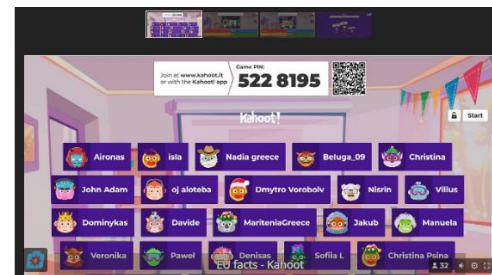 Join at www.kahoot.it
or with the Kahoot! app
Game PIN:
522 8195
Kahoot!
Start
Aironas isla Nadia greece Beluga_09 Christina
John Adam oj aloteba Dmytro Voroboiv Nisrin Vilius
Dominykas Davide MariteniaGreece Jakub Manuela
Veronika Paweł Denisas Sofiia L Christina Psina
EU facts - Kahoot
32